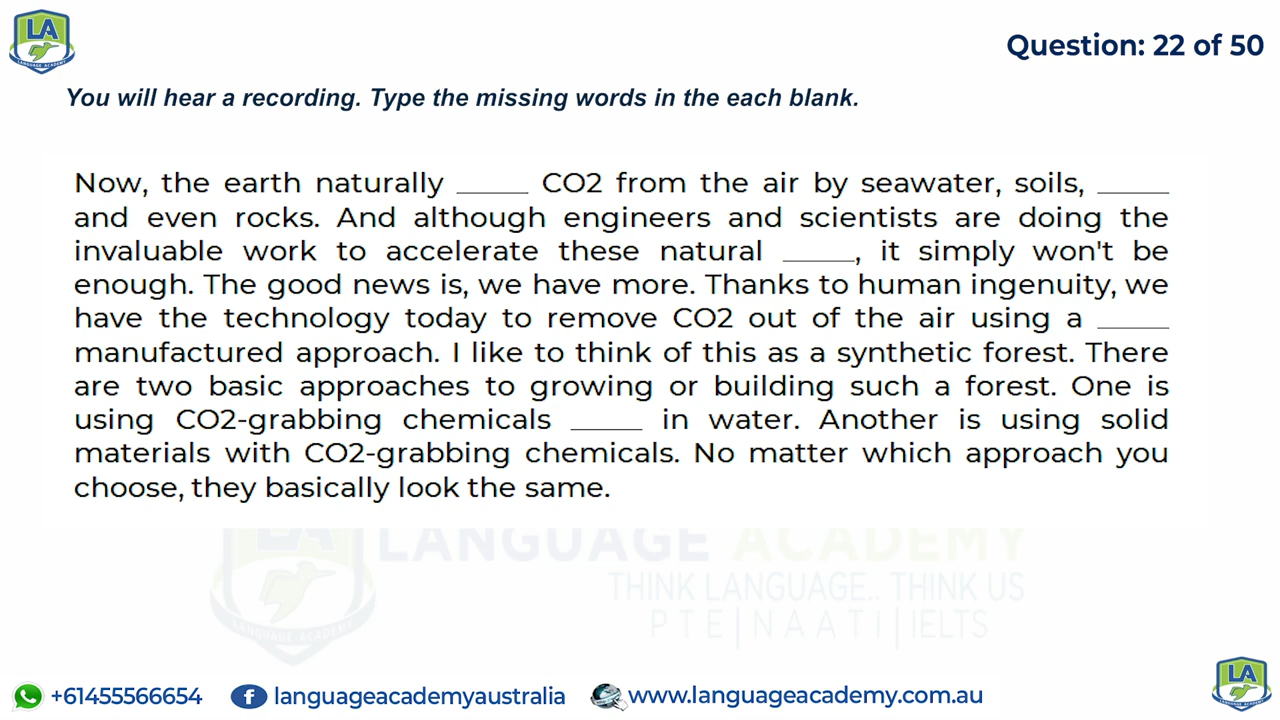 LA
LANGUAGE ACADEMY
Question: 22 of 50
You will hear a recording. Type the missing words in the each blank.
Now, the earth naturally _____ CO2 from the air by seawater, soils, _____
and even rocks. And although engineers and scientists are doing the
invaluable work to accelerate these natural _____, it simply won't be
enough. The good news is, we have more. Thanks to human ingenuity, we
have the technology today to remove CO2 out of the air using a _____
manufactured approach. I like to think of this as a synthetic forest. There
are two basic approaches to growing or building such a forest. One is
using CO2-grabbing chemicals _____ in water. Another is using solid
materials with CO2-grabbing chemicals. No matter which approach you
choose, they basically look the same.
LA
LANGUAGE ACADEMY
LANGUAGE ACADEMY
THINK LANGUAGE.. THINK US
PTE|NAATI|IELTS
+61455566654
f languageacademyaustralia
www.languageacademy.com.au
LA
LANGUAGE ACADEMY